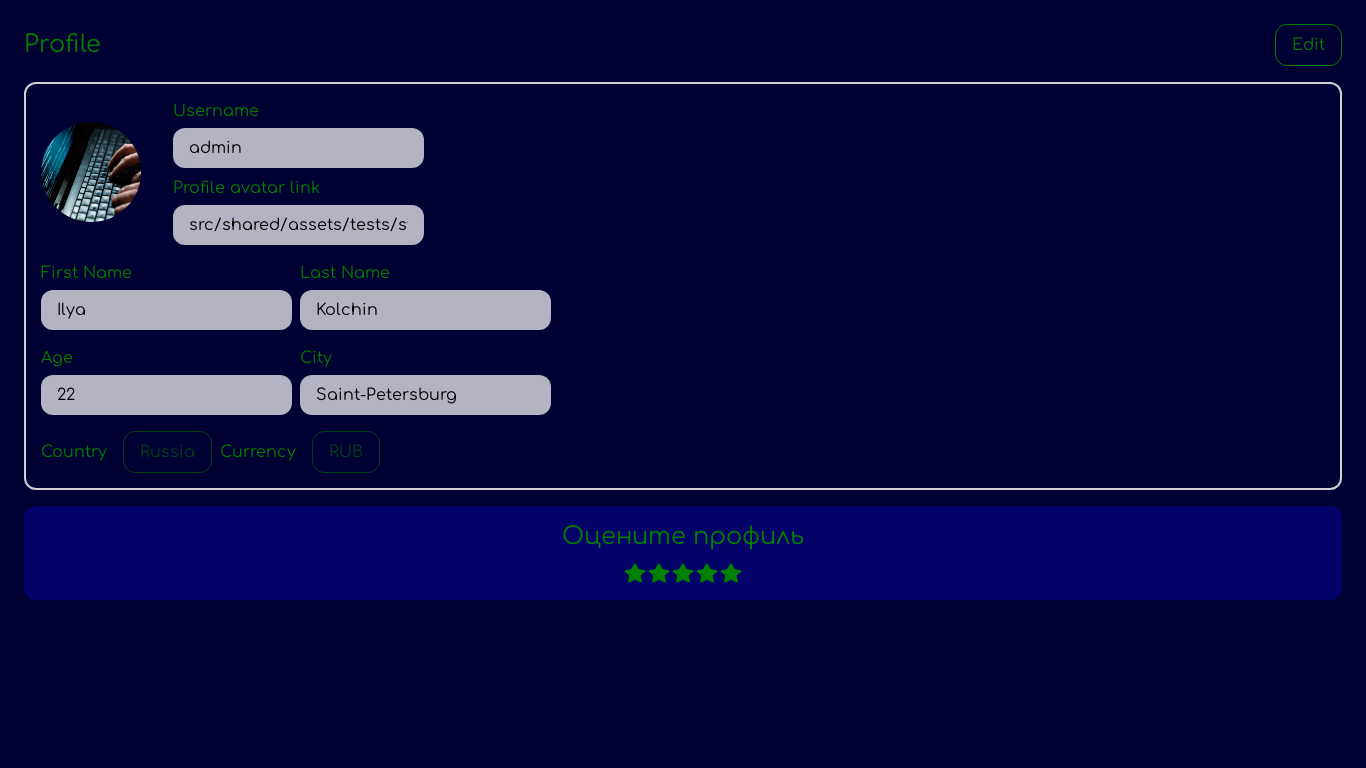 Profile
Edit
Username
admin
Profile avatar link
src/shared/assets/tests/s
First Name
Last Name
Ilya
Kolchin
Age
City
22
Saint-Petersburg
Country
Russia
Currency
RUB
Оцените профиль